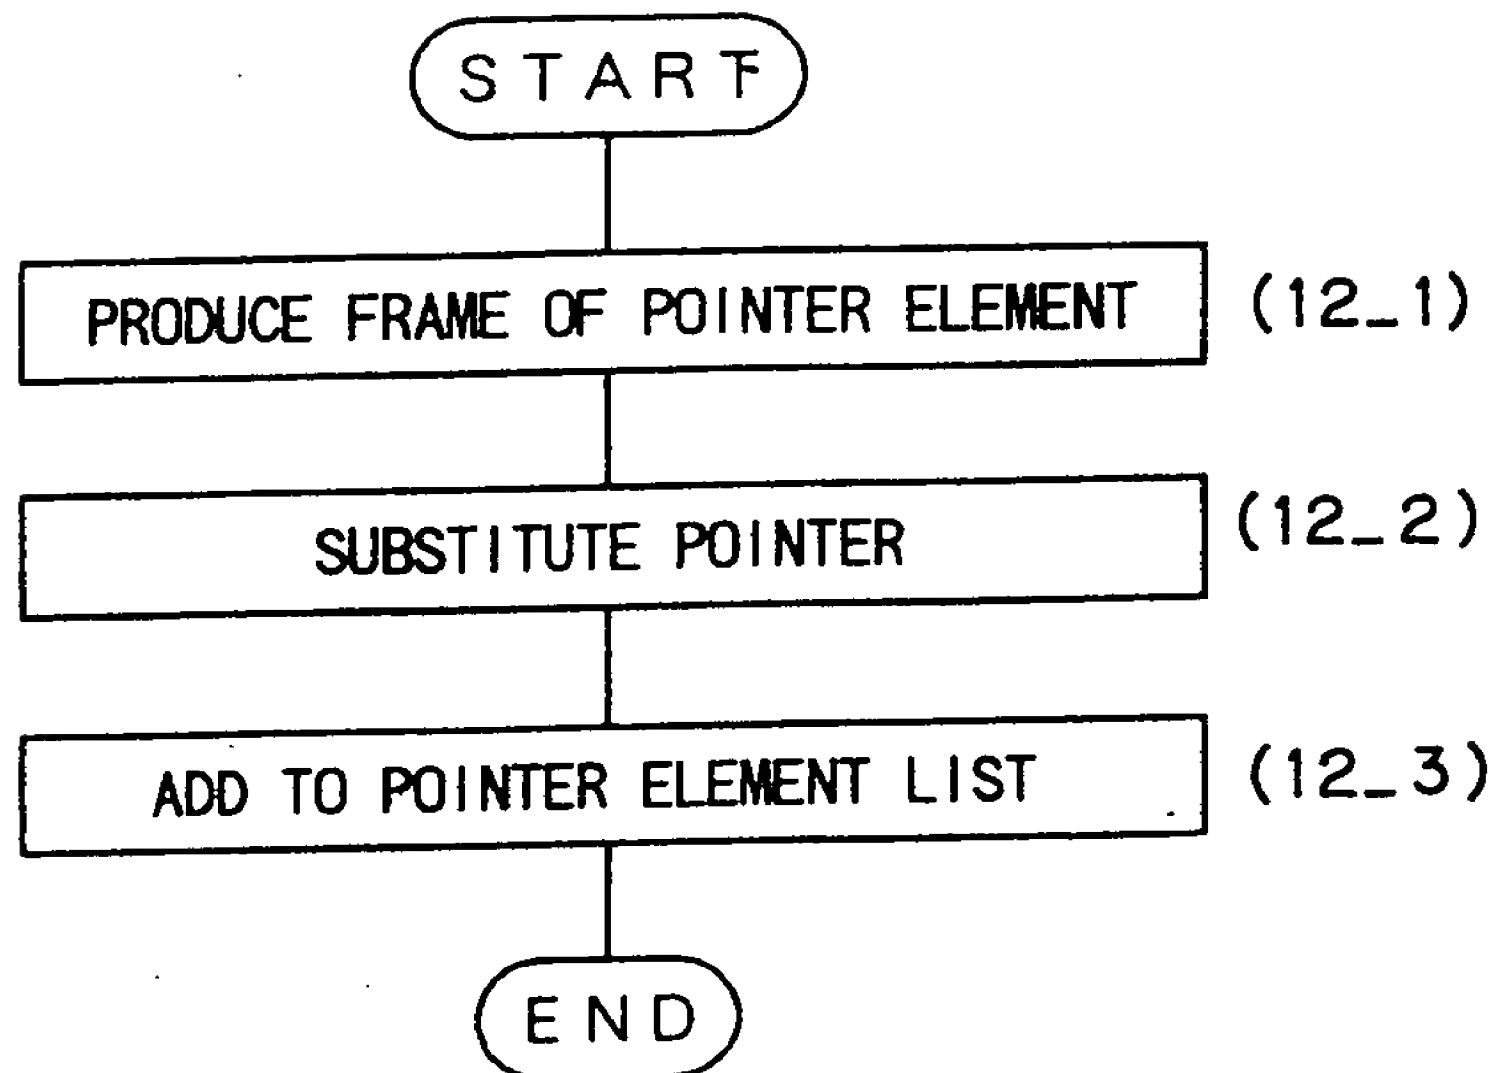 START
PRODUCE FRAME OF POINTER ELEMENT (12_1)
SUBSTITUTE POINTER (12_2)
ADD TO POINTER ELEMENT LIST (12_3)
END